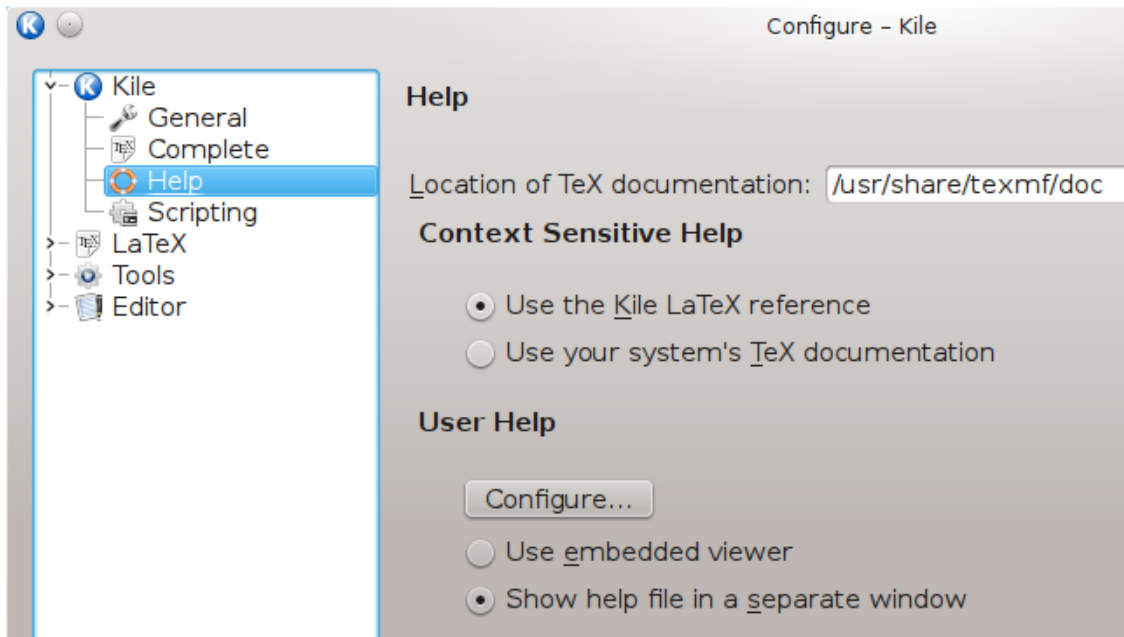 Configure – Kile
Kile
General
Complete
Help
Scripting
LaTeX
Tools
Editor
Help
Location of TeX documentation: /usr/share/texmf/doc
Context Sensitive Help
Use the Kile LaTeX reference
Use your system's TeX documentation
User Help
Configure...
Use embedded viewer
Show help file in a separate window